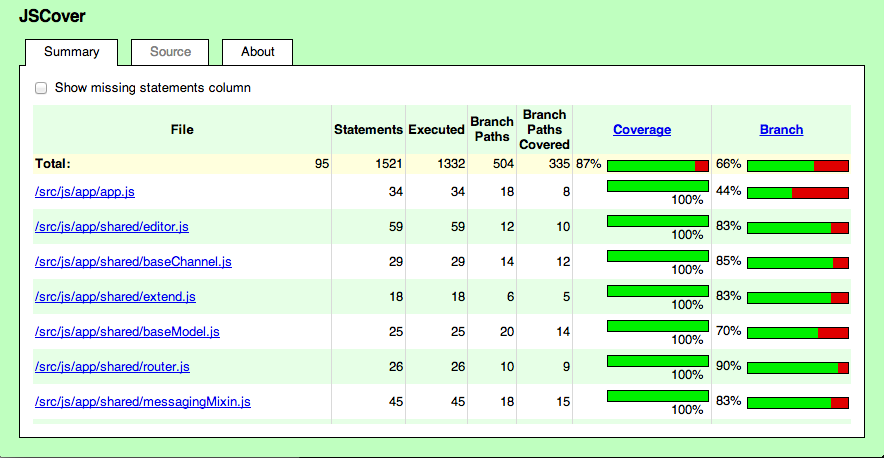 JSCover
Summary Source About
Show missing statements column
File Statements Executed Branch Paths Branch Paths Covered Coverage Branch
Total: 95 1521 1332 504 335 87% 66%
/src/js/app/app.js 34 34 18 8 100% 44%
/src/js/app/shared/editor.js 59 59 12 10 100% 83%
/src/js/app/shared/baseChannel.js 29 29 14 12 100% 85%
/src/js/app/shared/extend.js 18 18 6 5 100% 83%
/src/js/app/shared/baseModel.js 25 25 20 14 100% 70%
/src/js/app/shared/router.js 26 26 10 9 100% 90%
/src/js/app/shared/messagingMixin.js 45 45 18 15 100% 83%